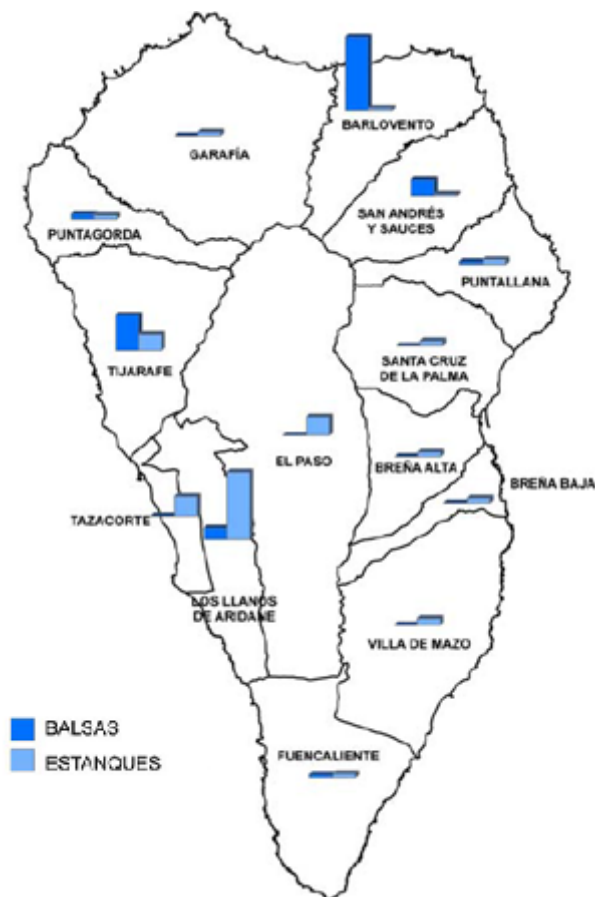 BARLOVENTO
GARAFÍA
SAN ANDRÉS
Y SAUCES
PUNTAGORDA
PUNTALLANA
TIJARAFE
SANTA CRUZ
DE LA PALMA
EL PASO
BREÑA ALTA
BREÑA BAJA
TAZACORTE
LOS LLANOS
DE ARIDANE
VILLA DE MAZO
BALSAS
ESTANQUES
FUENCALIENTE